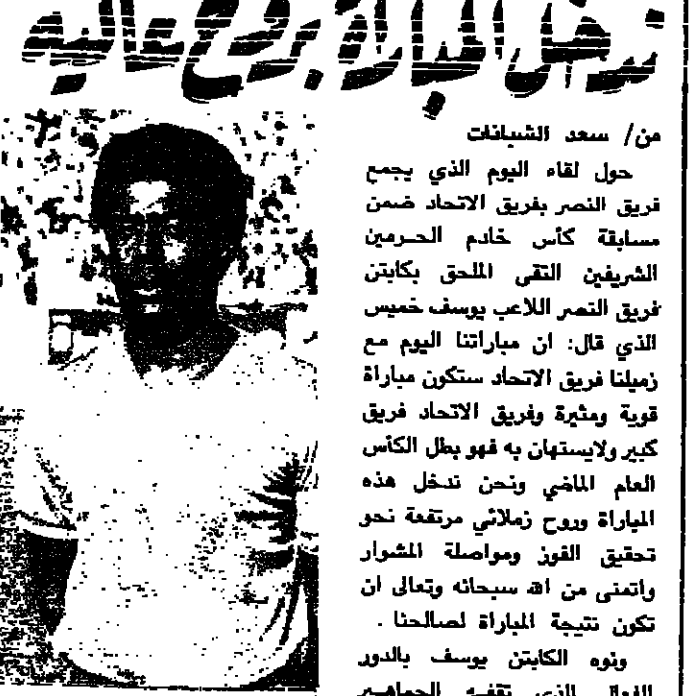 ندخل المباراة بروح عالية
من/ سعد الشبانات
حول لقاء اليوم الذي يجمع
فريق النصر بفريق الاتحاد ضمن
مسابقة كأس خادم الحرمين
الشريفين التقى الملحق بكابتن
فريق النصر اللاعب يوسف خميس
الذي قال: ان مباراتنا اليوم مع
زميلنا فريق الاتحاد ستكون مباراة
قوية ومثيرة وفريق الاتحاد فريق
كبير ولايستهان به فهو بطل الكأس
العام الماضي ونحن ندخل هذه
المباراة وروح زملائي مرتفعة نحو
تحقيق الفوز ومواصلة المشوار
واتمنى من الله سبحانه وتعالى ان
تكون نتيجة المباراة لصالحنا .
ونوه الكابتن يوسف بالدور
الفعال الذي تقفه الجماهير